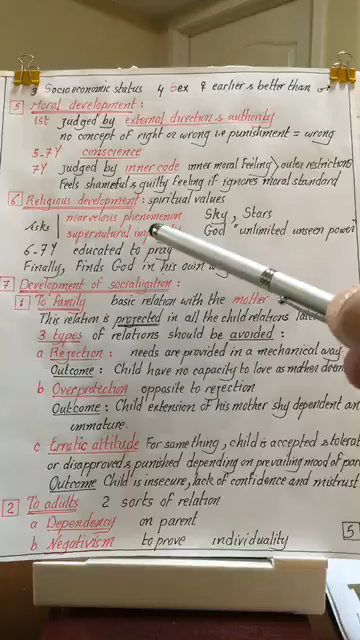 3 Socioeconomic status 4 Sex ♀ earlier & better than ♂
5 Moral development:
1st judged by external direction & authority
no concept of right or wrong ie punishment = wrong
5-7Y conscience
7Y judged by inner code inner moral feeling > outer restrictions
Feels shameful & guilty Feeling if ignores moral standard
6 Religious development: spiritual values
Asks marvelous phenomenon Sky, Stars
supernatural God "unlimited unseen power
6-7Y educated to pray
Finally, finds God in his own
7 Development of socialization:
1 To Family basic relation with the mother
This relation is projected in all the child relations
3 types of relations should be avoided:
a Rejection: needs are provided in a mechanical way
Outcome: Child have no capacity to love as mother
b Overprotection opposite to rejection
Outcome: Child extension of his mother shy dependent an
immature.
c Erratic attitude For something, child is accepted & tolerat
or disapproved & punished depending on prevailing mood of par
Outcome Child is insecure, lack of confidence and mistrust
2 To adults 2 sorts of relation
a Dependency on parent
b Negativism to prove individuality
5